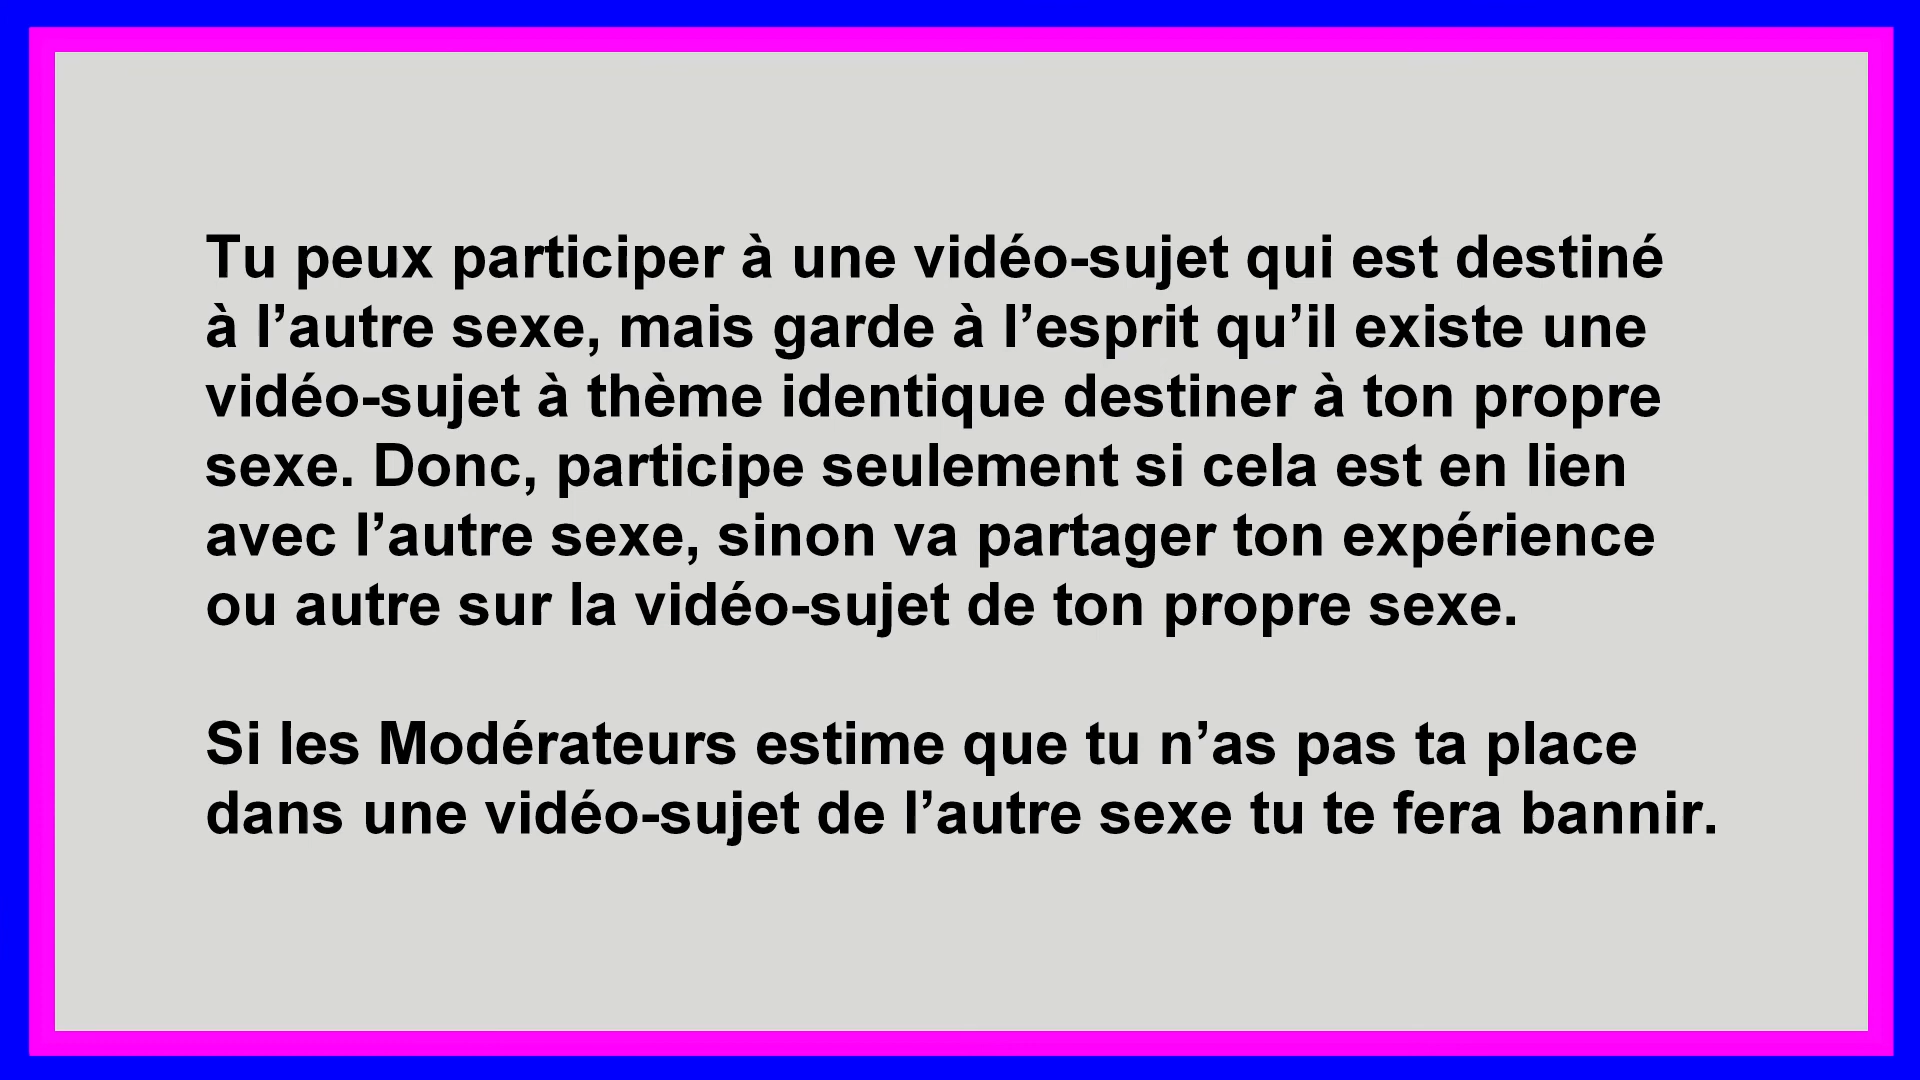 Tu peux participer à une vidéo-sujet qui est destiné
à l’autre sexe, mais garde à l’esprit qu’il existe une
vidéo-sujet à thème identique destiner à ton propre
sexe. Donc, participe seulement si cela est en lien
avec l’autre sexe, sinon va partager ton expérience
ou autre sur la vidéo-sujet de ton propre sexe.
Si les Modérateurs estime que tu n’as pas ta place
dans une vidéo-sujet de l’autre sexe tu te fera bannir.